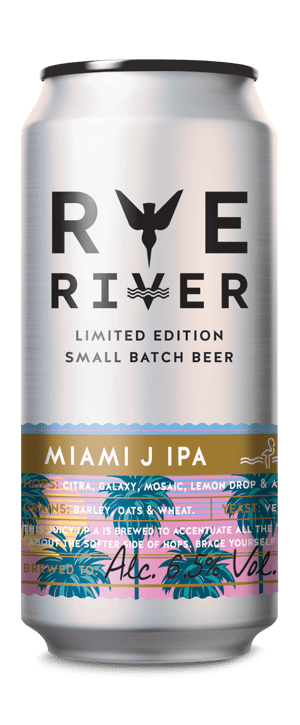 RYE
RIVER
LIMITED EDITION
SMALL BATCH BEER
MIAMI J IPA
HOPS: CITRA, GALAXY, MOSAIC, LEMON DROP &
GRAINS: BARLEY, OATS & WHEAT. YEAST:
THIS JUICY I.P.A IS BREWED TO ACCENTUATE ALL THE
ABOUT THE SOFTER SIDE OF HOPS. BRACE YOURSELF
BREWED TO: Alc. 6.5% Vol.